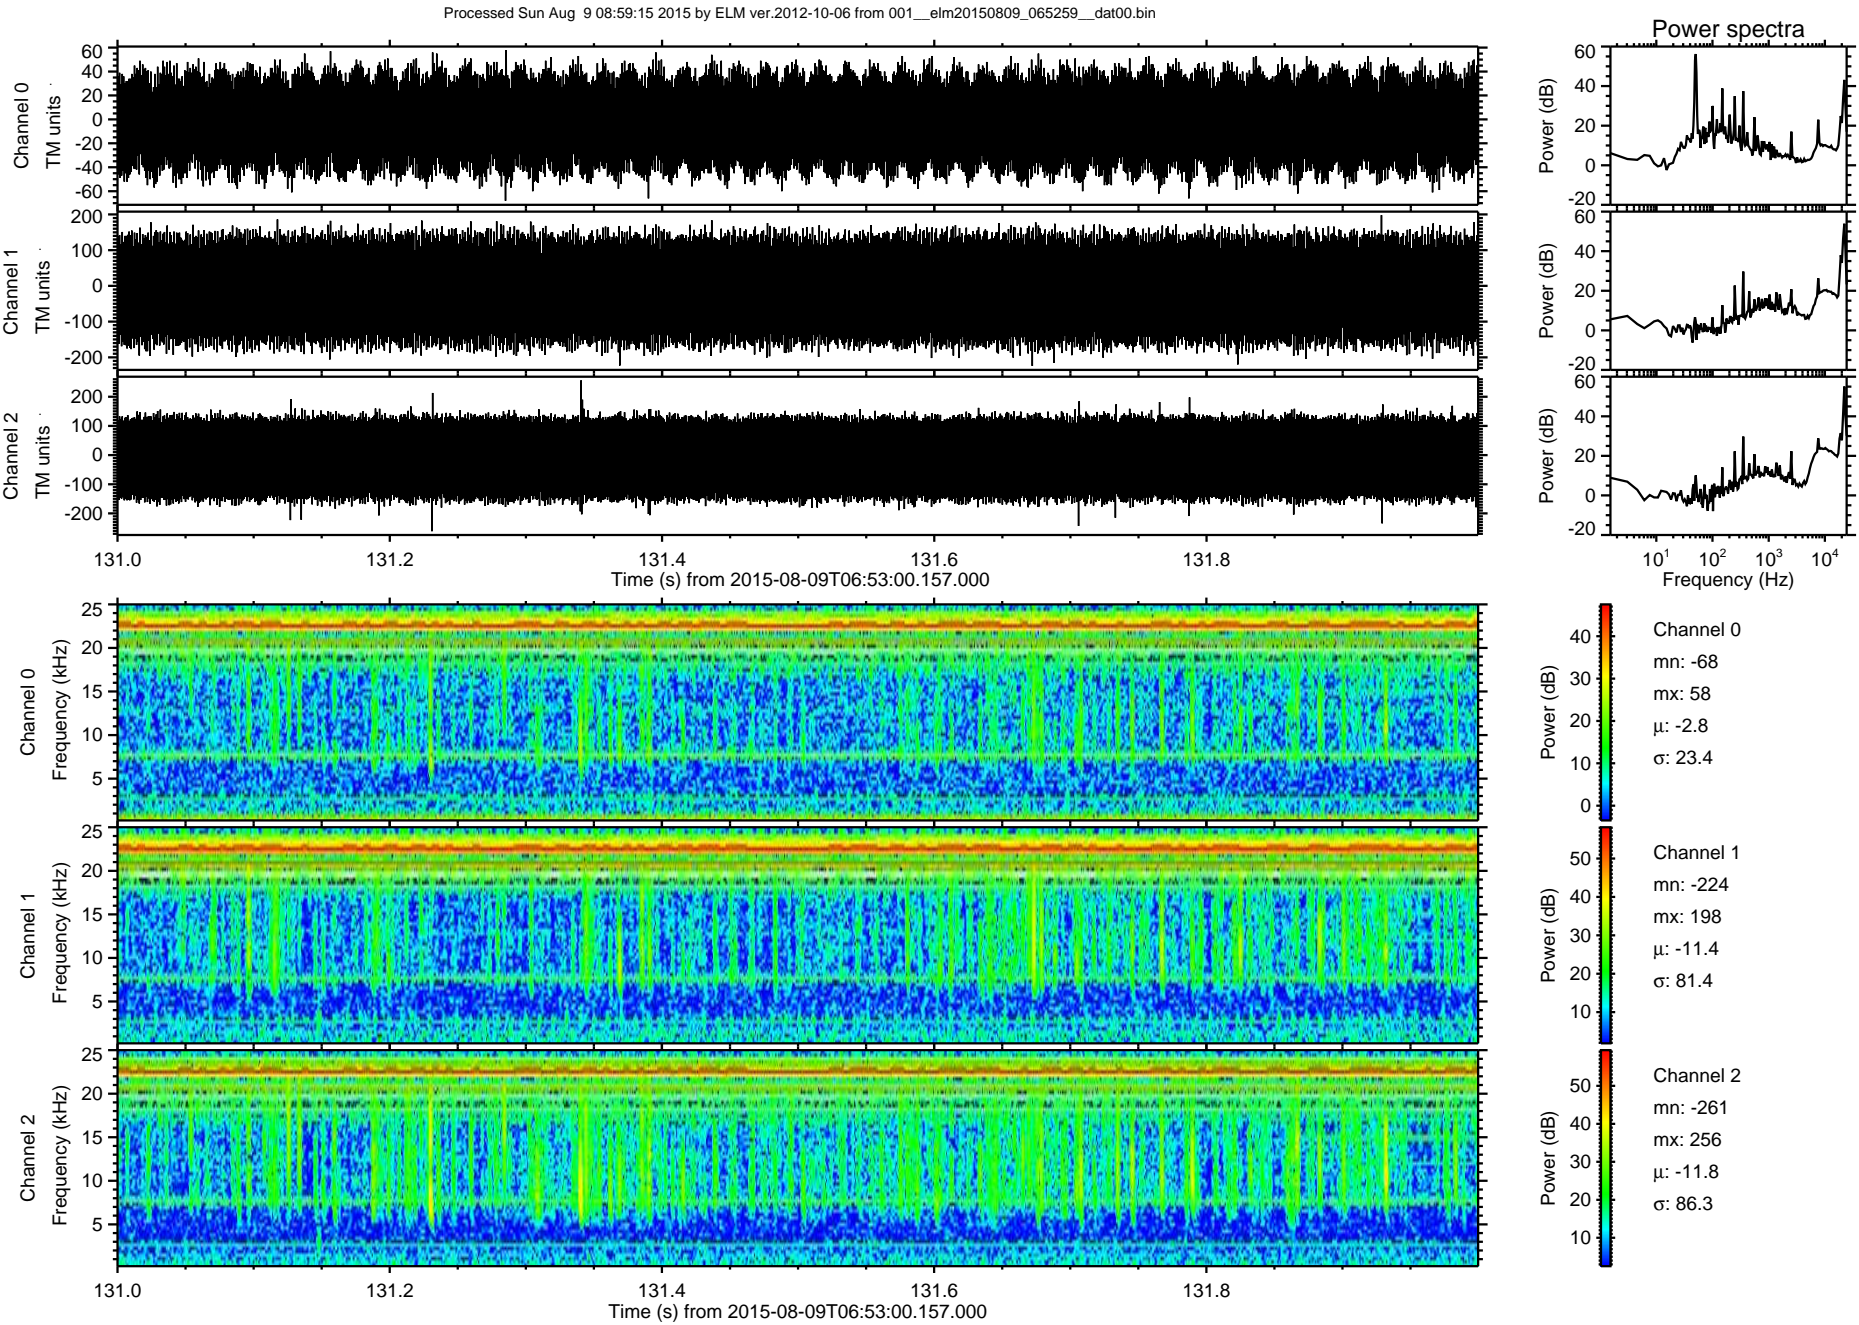 Processed Sun Aug  9 08:59:15 2015 by ELM ver.2012-10-06 from 001__elm20150809_065259__dat00.bin
Power spectra
Channel 0
TM units
60
40
20
0
-20
-40
-60
Power (dB)
60
40
20
0
-20
Channel 1
TM units
200
100
0
-100
-200
Power (dB)
60
40
20
0
-20
Channel 2
TM units
200
100
0
-100
-200
Power (dB)
60
40
20
0
-20
131.0 131.2 131.4 131.6 131.8
Time (s) from 2015-08-09T06:53:00.157.000
10^1 10^2 10^3 10^4
Frequency (Hz)
Channel 0
Frequency (kHz)
25
20
15
10
5
Power (dB)
40
30
20
10
0
Channel 0
mn: -68
mx: 58
μ: -2.8
σ: 23.4
Channel 1
Frequency (kHz)
25
20
15
10
5
Power (dB)
50
40
30
20
10
Channel 1
mn: -224
mx: 198
μ: -11.4
σ: 81.4
Channel 2
Frequency (kHz)
25
20
15
10
5
Power (dB)
50
40
30
20
10
Channel 2
mn: -261
mx: 256
μ: -11.8
σ: 86.3
131.0 131.2 131.4 131.6 131.8
Time (s) from 2015-08-09T06:53:00.157.000